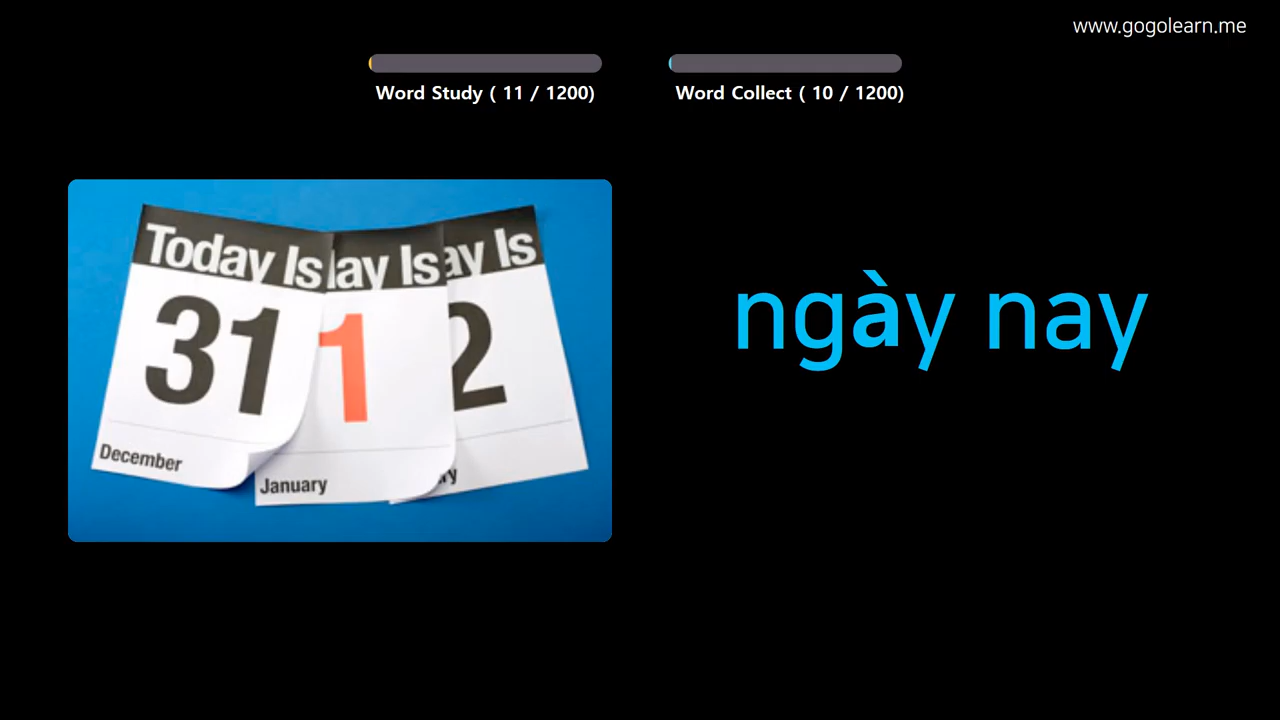 www.gogolearn.me
Word Study ( 11 / 1200)
Word Collect ( 10 / 1200)
Today Is
31
December
ay Is
1
January
ay Is
2
ry
ngày nay